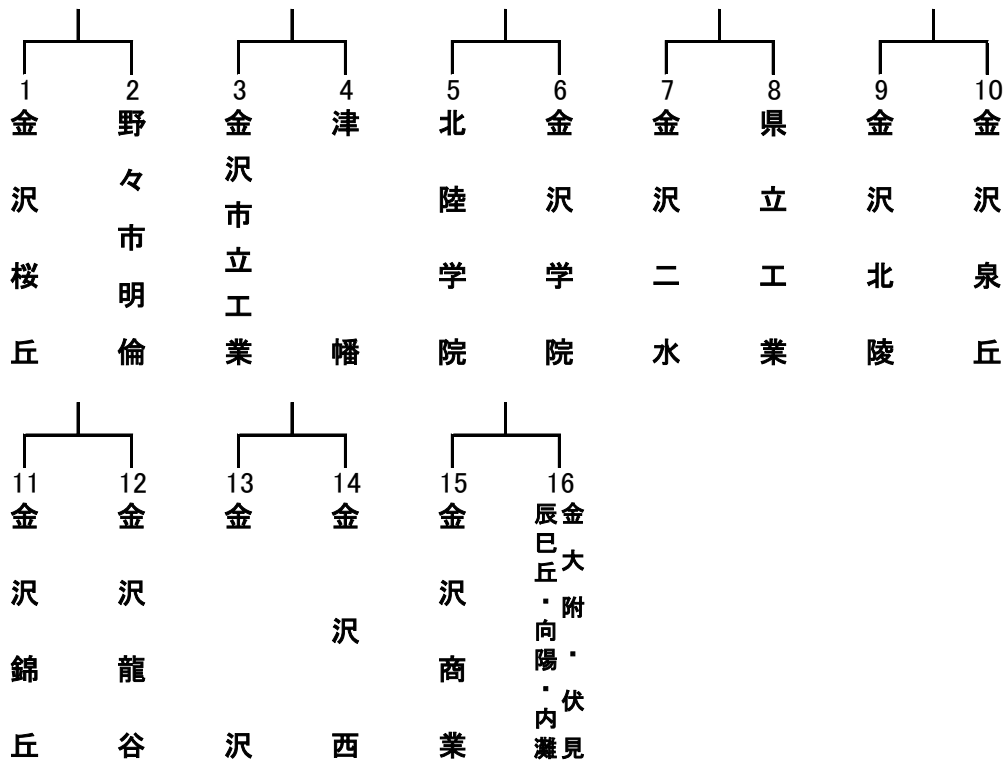 1 金沢桜丘
2 野々市明倫
3 金沢市立工業
4 津幡
5 北陸学院
6 金沢学院
7 金沢二水
8 県立工業
9 金沢北陵
10 金沢泉丘
11 金沢錦丘
12 金沢龍谷
13 金沢
14 金沢西
15 金沢商業
16 金大附・伏見
辰巳丘・向陽・内灘